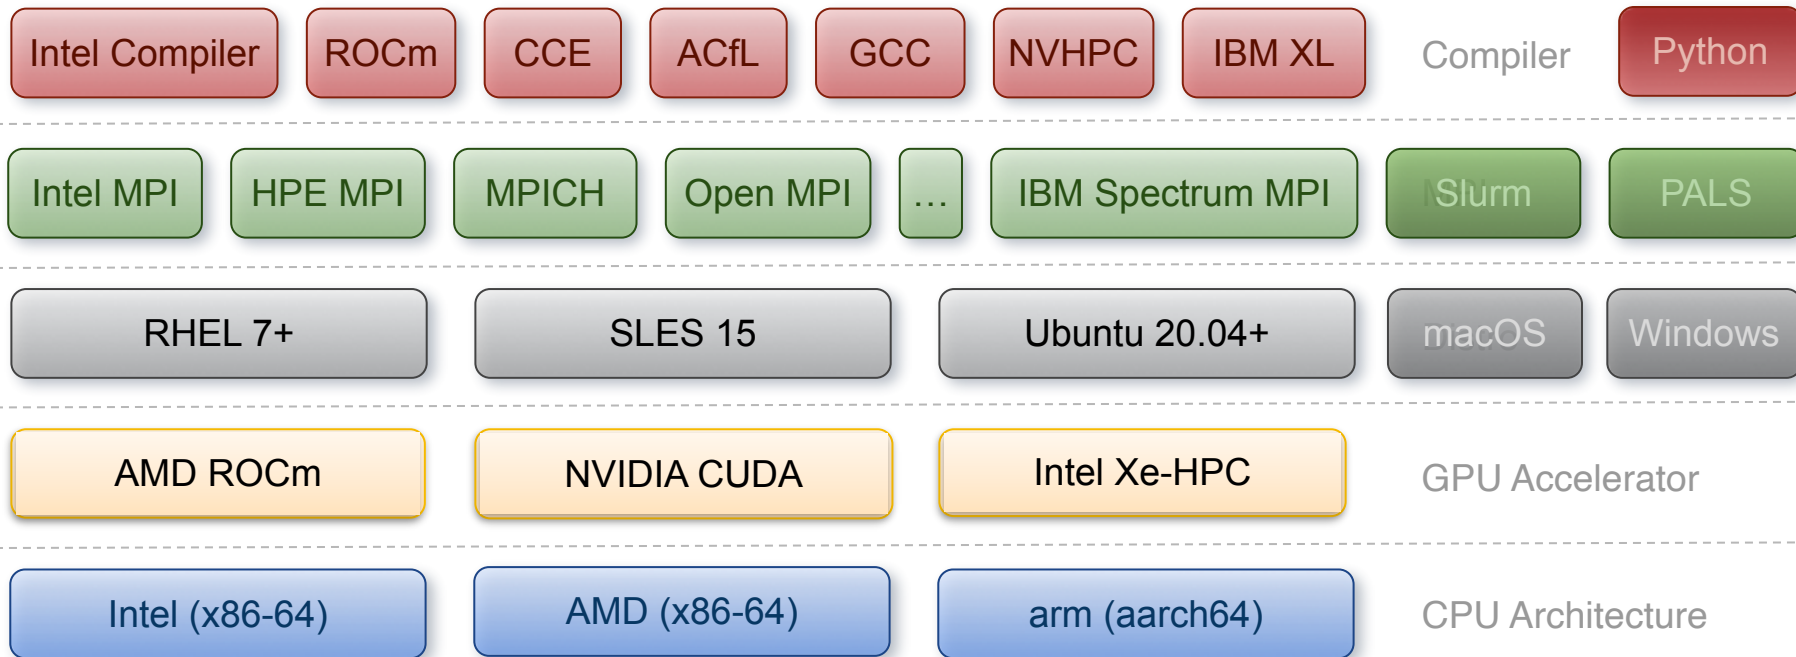 Intel Compiler ROCm CCE ACfL GCC NVHPC IBM XL Compiler Python
Intel MPI HPE MPI MPICH Open MPI ... IBM Spectrum MPI Slurm PALS
RHEL 7+ SLES 15 Ubuntu 20.04+ macOS Windows
AMD ROCm NVIDIA CUDA Intel Xe-HPC GPU Accelerator
Intel (x86-64) AMD (x86-64) arm (aarch64) CPU Architecture